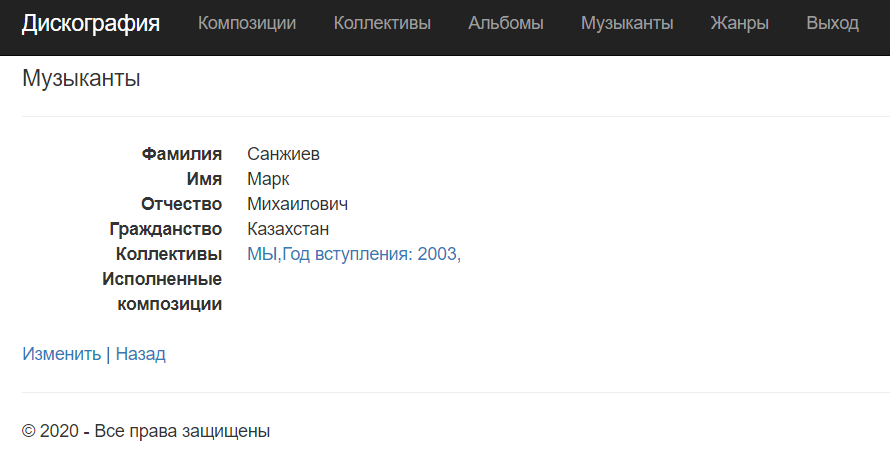 Дискография Композиции Коллективы Альбомы Музыканты Жанры Выход
Музыканты
Фамилия Санжиев
Имя Марк
Отчество Михаилович
Гражданство Казахстан
Коллективы МЫ,Год вступления: 2003,
Исполненные
композиции
Изменить | Назад
© 2020 - Все права защищены